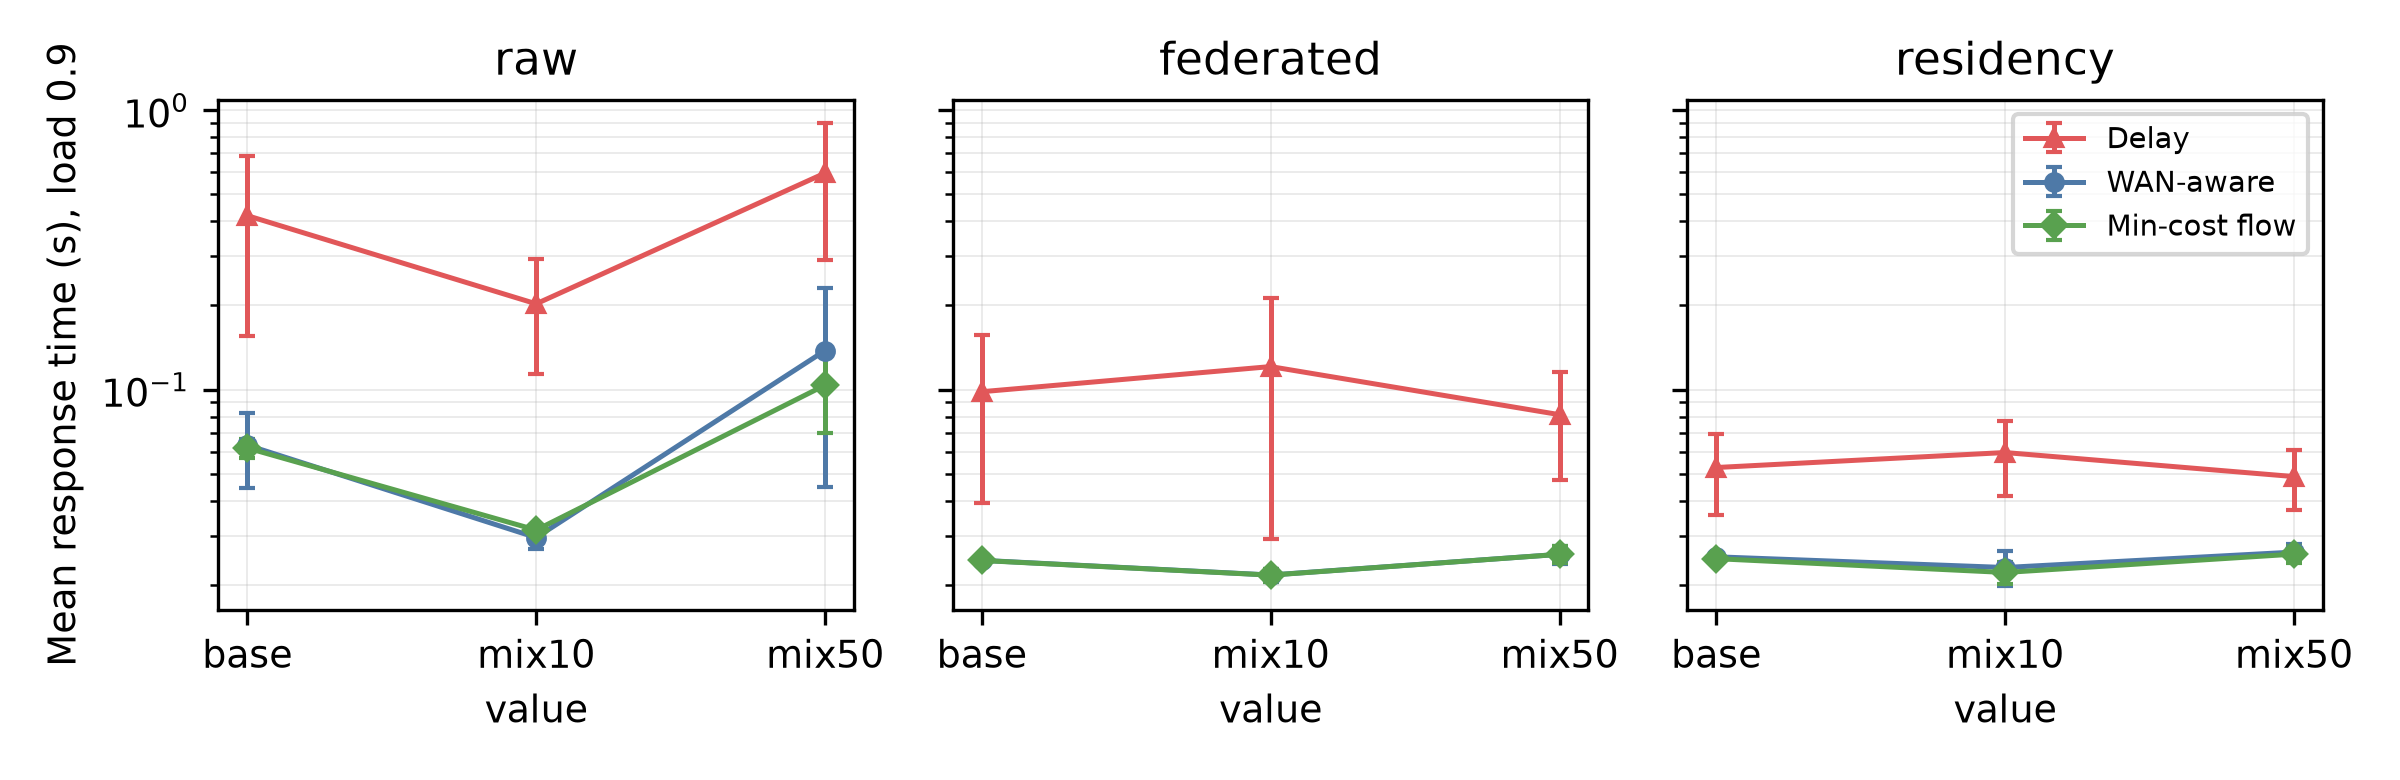 Mean response time (s), load 0.9
raw
10⁰
10⁻¹
base mix10 mix50
value
federated
base mix10 mix50
value
residency
Delay
WAN-aware
Min-cost flow
base mix10 mix50
value